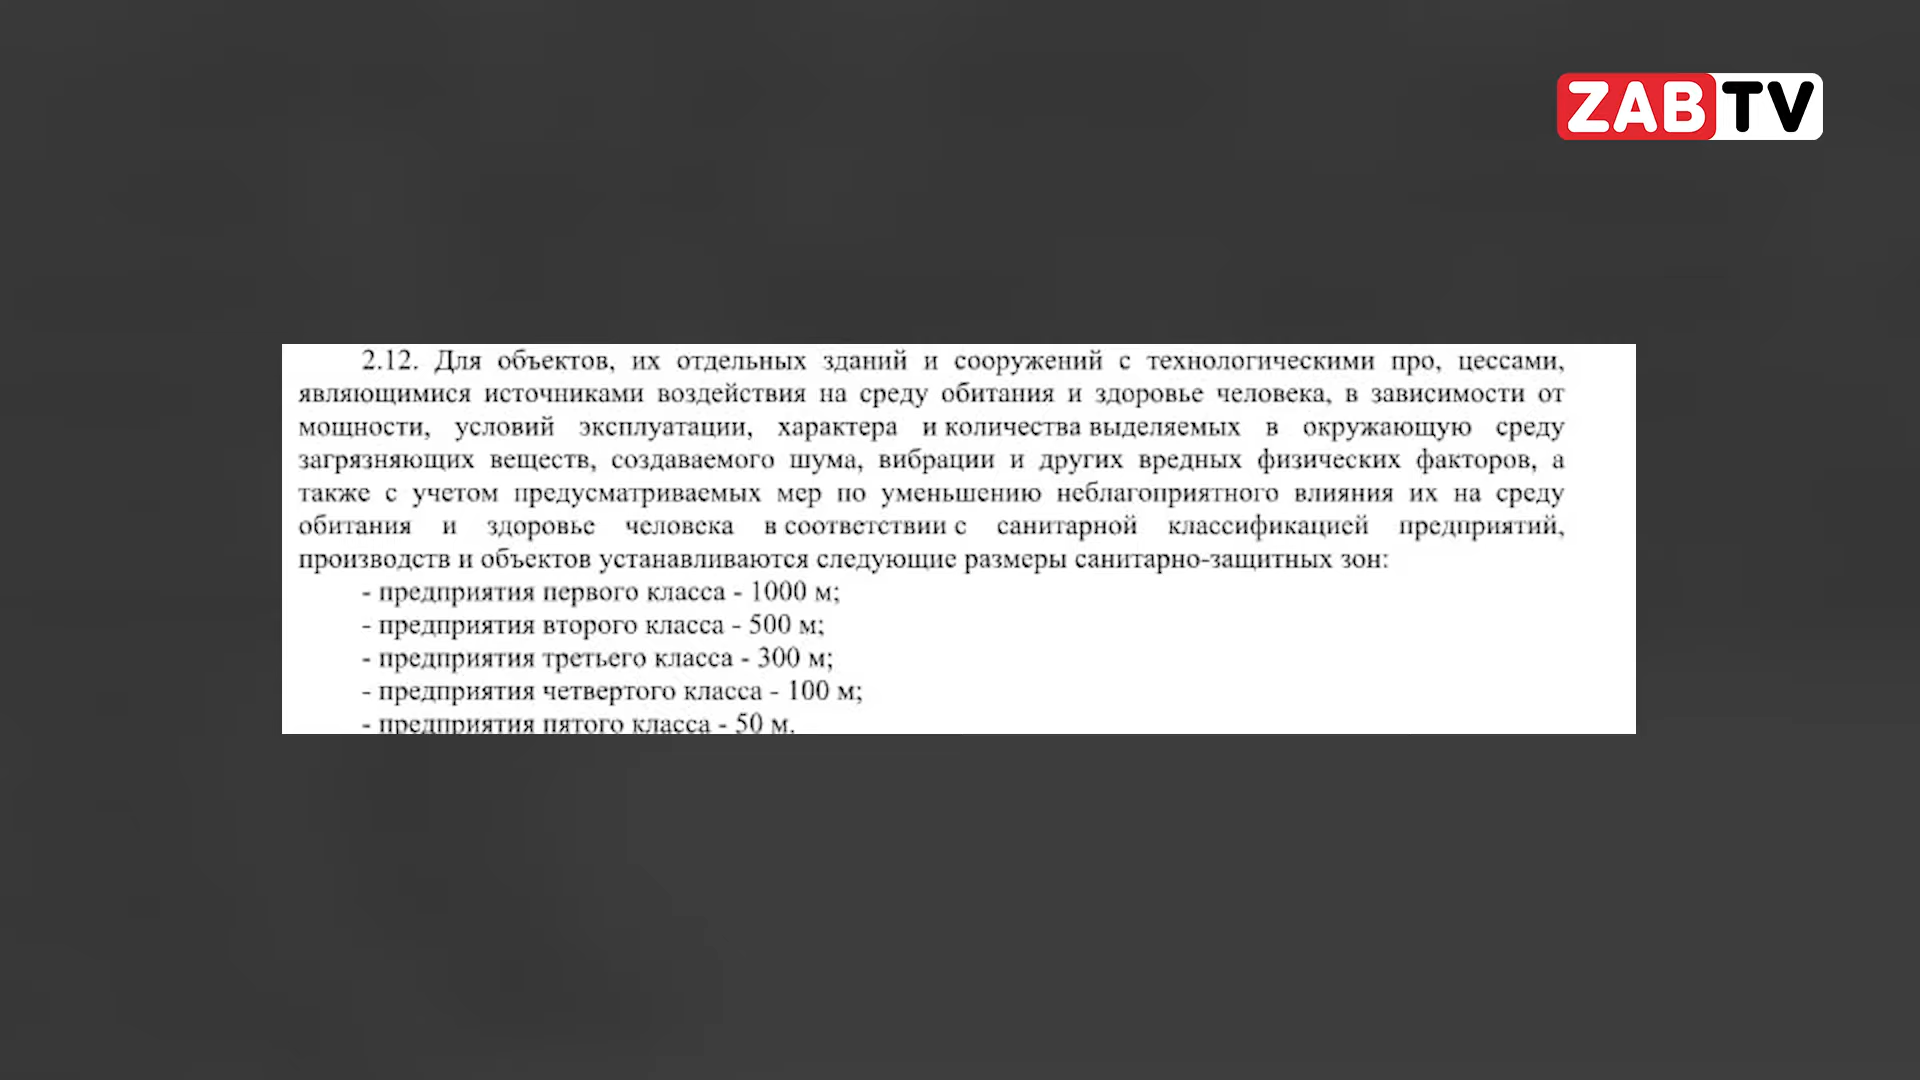 ZAB TV
2.12. Для объектов, их отдельных зданий и сооружений с технологическими про, цессами,
являющимися источниками воздействия на среду обитания и здоровье человека, в зависимости от
мощности, условий эксплуатации, характера и количества выделяемых в окружающую среду
загрязняющих веществ, создаваемого шума, вибрации и других вредных физических факторов, а
также с учетом предусматриваемых мер по уменьшению неблагоприятного влияния их на среду
обитания и здоровье человека в соответствии с санитарной классификацией предприятий,
производств и объектов устанавливаются следующие размеры санитарно-защитных зон:
- предприятия первого класса - 1000 м;
- предприятия второго класса - 500 м;
- предприятия третьего класса - 300 м;
- предприятия четвертого класса - 100 м;
- предприятия пятого класса - 50 м.